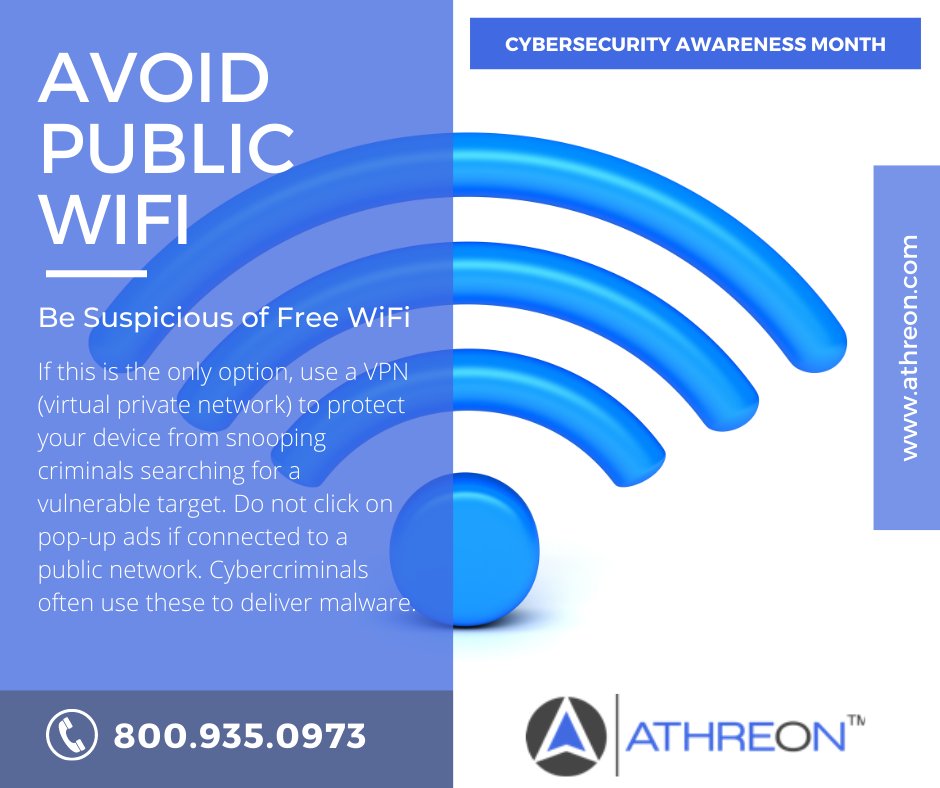 CYBERSECURITY AWARENESS MONTH
AVOID
PUBLIC
WIFI
Be Suspicious of Free WiFi
If this is the only option, use a VPN
(virtual private network) to protect
your device from snooping
criminals searching for a
vulnerable target. Do not click on
pop-up ads if connected to a
public network. Cybercriminals
often use these to deliver malware.
www.athreon.com
800.935.0973
ATHREON™